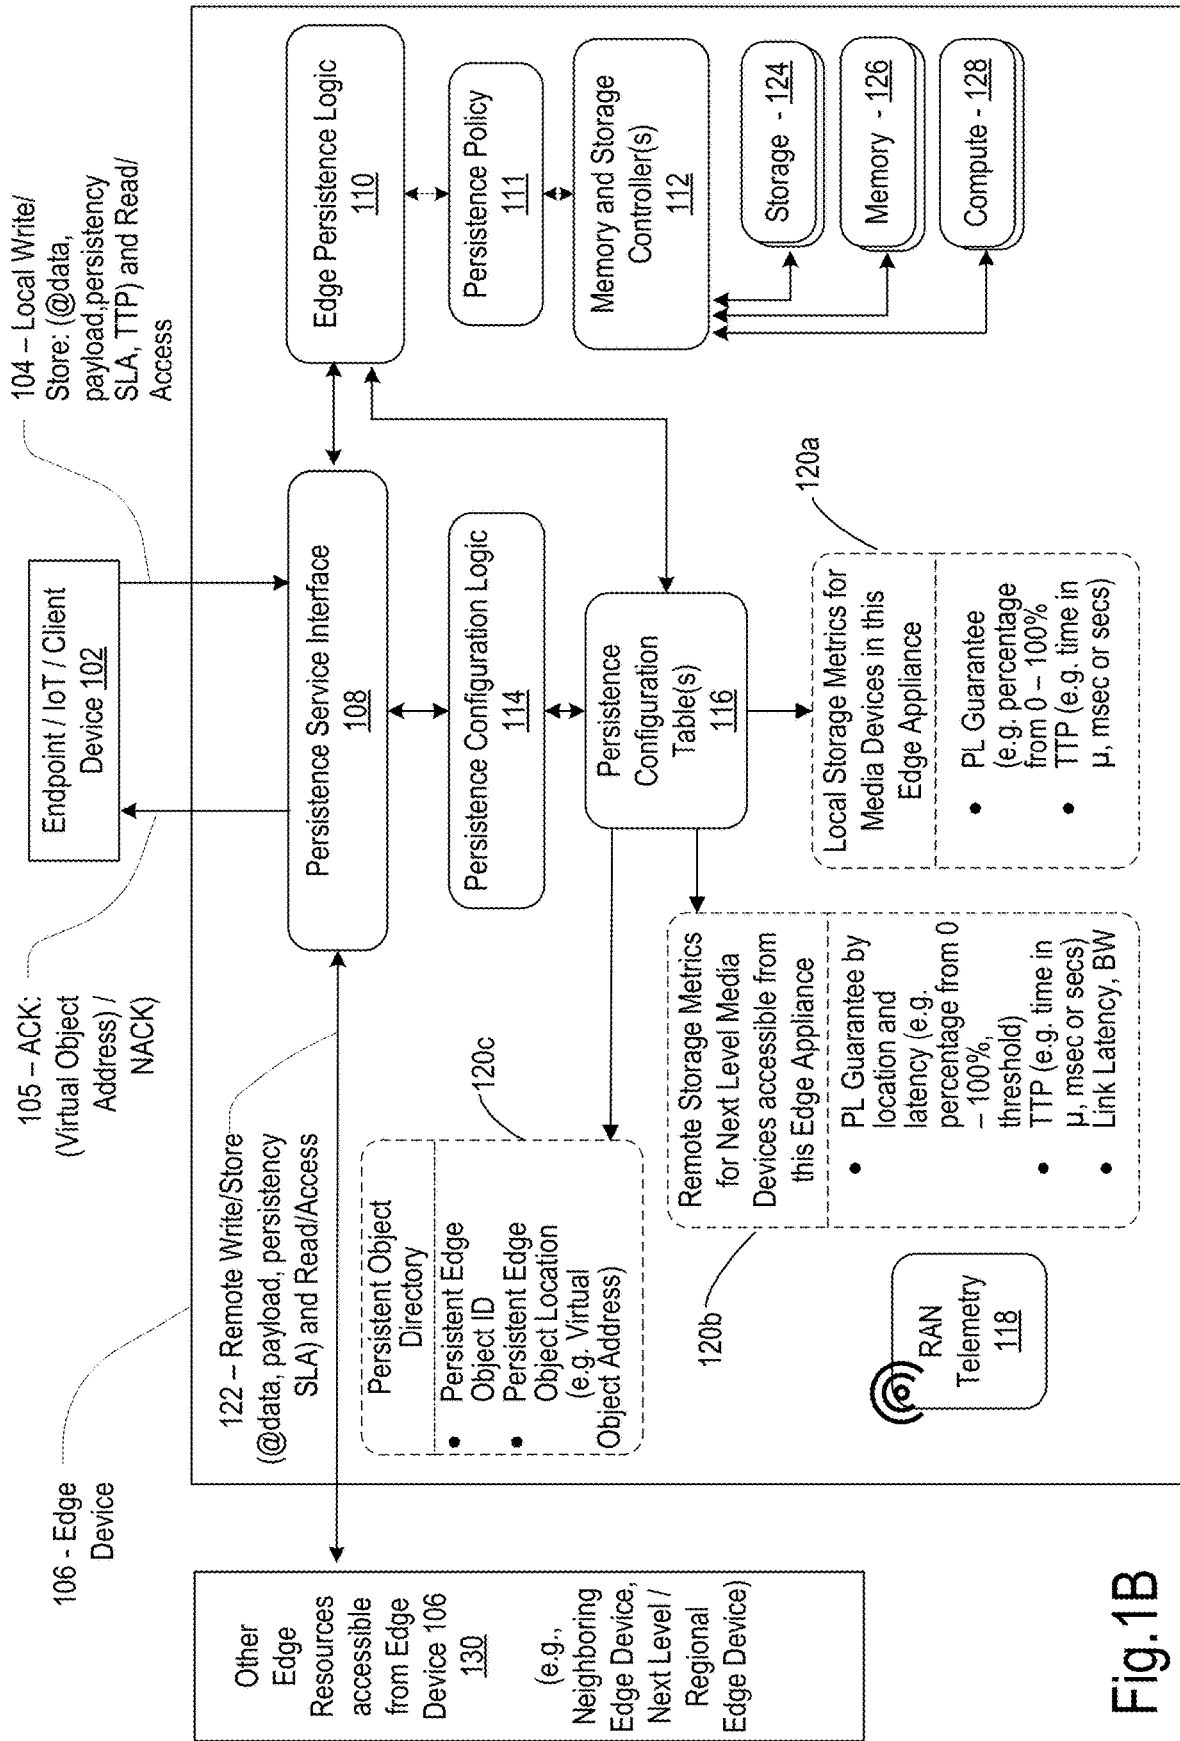 106 - Edge
Device
105 – ACK:
(Virtual Object
Address) /
NACK)
Endpoint / IoT / Client
Device 102
104 – Local Write/
Store: (@data,
payload,persistency
SLA, TTP) and Read/
Access
Other
Edge
Resources
accessible
from Edge
Device 106
130
(e.g.,
Neighboring
Edge Device,
Next Level /
Regional
Edge Device)
122 – Remote Write/Store
(@data, payload, persistency
SLA) and Read/Access
Persistence Service Interface
108
Edge Persistence Logic
110
Persistence Configuration Logic
114
Persistence Policy
111
Persistent Object
Directory
• Persistent Edge
Object ID
• Persistent Edge
Object Location
(e.g. Virtual
Object Address)
120c
Persistence
Configuration
Table(s)
116
Memory and Storage
Controller(s)
112
Storage - 124
Memory - 126
Compute - 128
120b
Remote Storage Metrics
for Next Level Media
Devices accessible from
this Edge Appliance
• PL Guarantee by
location and
latency (e.g.
percentage from 0
– 100%,
threshold)
• TTP (e.g. time in
µ, msec or secs)
• Link Latency, BW
120a
Local Storage Metrics for
Media Devices in this
Edge Appliance
• PL Guarantee
(e.g. percentage
from 0 – 100%
• TTP (e.g. time in
µ, msec or secs)
RAN
Telemetry
118
Fig.1B